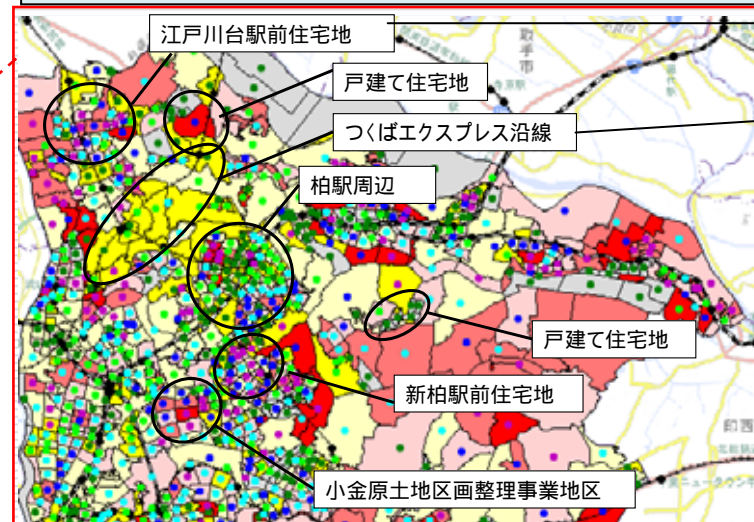 江戸川台駅前住宅地
取手市
戸建て住宅地
つくばエクスプレス沿線
柏駅周辺
戸建て住宅地
新柏駅前住宅地
印西
小金原土地区画整理事業地区